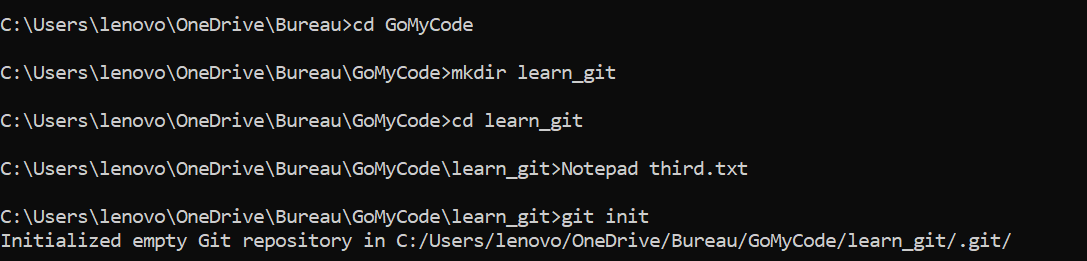 C:\Users\lenovo\OneDrive\Bureau>cd GoMyCode
C:\Users\lenovo\OneDrive\Bureau\GoMyCode>mkdir learn_git
C:\Users\lenovo\OneDrive\Bureau\GoMyCode>cd learn_git
C:\Users\lenovo\OneDrive\Bureau\GoMyCode\learn_git>Notepad third.txt
C:\Users\lenovo\OneDrive\Bureau\GoMyCode\learn_git>git init
Initialized empty Git repository in C:/Users/lenovo/OneDrive/Bureau/GoMyCode/learn_git/.git/